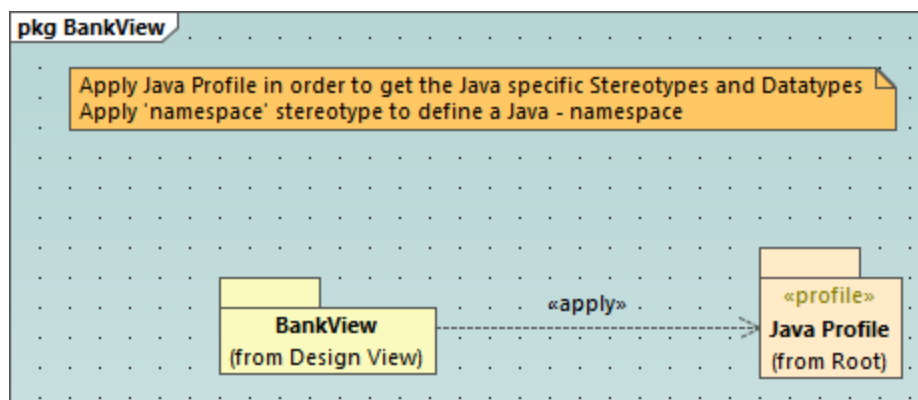 pkg BankView
Apply Java Profile in order to get the Java specific Stereotypes and Datatypes
Apply 'namespace' stereotype to define a Java - namespace
«apply»
BankView
(from Design View)
«profile»
Java Profile
(from Root)